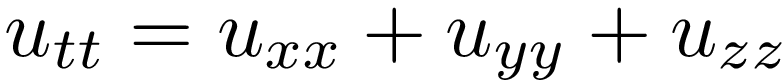 u_{tt} = u_{xx} + u_{yy} + u_{zz}